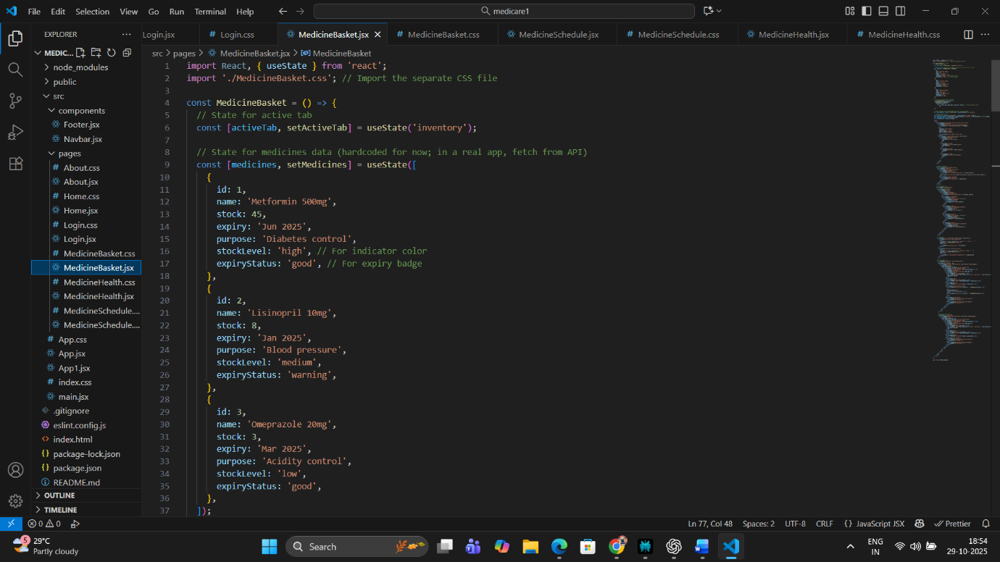 File Edit Selection View Go Run Terminal Help
medicare1
EXPLORER
Login.jsx
# Login.css
MedicineBasket.jsx
# MedicineBasket.css
MedicineSchedule.jsx
# MedicineSchedule.css
MedicineHealth.jsx
# MedicineHealth.css
MEDIC...
node_modules
public
src
components
Footer.jsx
Navbar.jsx
pages
# About.css
About.jsx
# Home.css
Home.jsx
# Login.css
Login.jsx
# MedicineBasket.css
MedicineBasket.jsx
# MedicineHealth.css
MedicineHealth.jsx
# MedicineSchedule....
MedicineSchedule....
# App.css
App.jsx
App1.jsx
# index.css
main.jsx
.gitignore
eslint.config.js
<> index.html
{} package-lock.json
{} package.json
README.md
OUTLINE
TIMELINE
src > pages > MedicineBasket.jsx > MedicineBasket
1 import React, { useState } from 'react';
2 import './MedicineBasket.css'; // Import the separate CSS file
3
4 const MedicineBasket = () => {
5 // State for active tab
6 const [activeTab, setActiveTab] = useState('inventory');
7
8 // State for medicines data (hardcoded for now; in a real app, fetch from API)
9 const [medicines, setMedicines] = useState([
10 {
11 id: 1,
12 name: 'Metformin 500mg',
13 stock: 45,
14 expiry: 'Jun 2025',
15 purpose: 'Diabetes control',
16 stockLevel: 'high', // For indicator color
17 expiryStatus: 'good', // For expiry badge
18 },
19 {
20 id: 2,
21 name: 'Lisinopril 10mg',
22 stock: 8,
23 expiry: 'Jan 2025',
24 purpose: 'Blood pressure',
25 stockLevel: 'medium',
26 expiryStatus: 'warning',
27 },
28 {
29 id: 3,
30 name: 'Omeprazole 20mg',
31 stock: 3,
32 expiry: 'Mar 2025',
33 purpose: 'Acidity control',
34 stockLevel: 'low',
35 expiryStatus: 'good',
36 },
37 ]);
0 0
Ln 77, Col 48 Spaces: 2 UTF-8 CRLF {} JavaScript JSX Prettier
5
29°C
Partly cloudy
Search
ENG
IN
18:54
29-10-2025